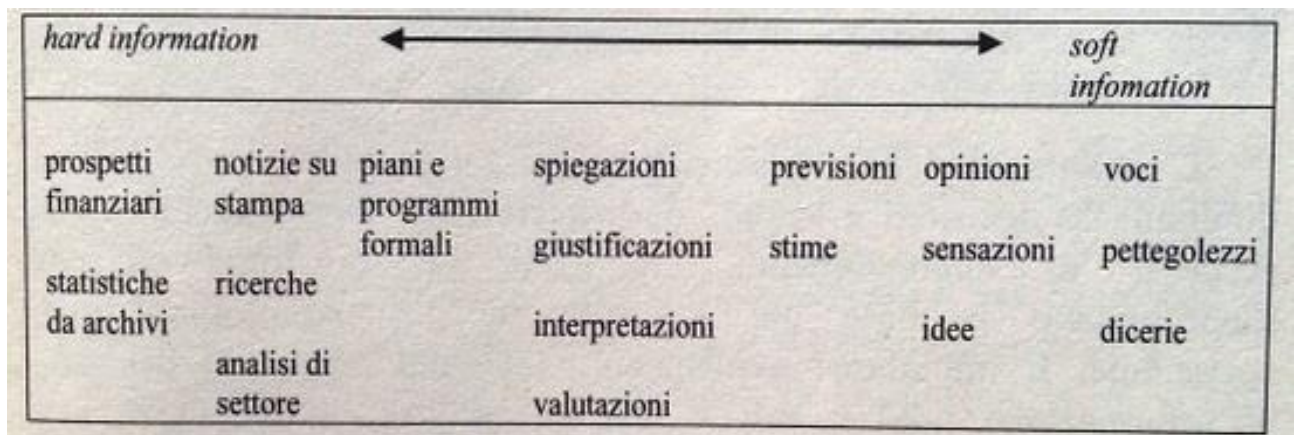 hard information
soft
infomation
prospetti
finanziari
statistiche
da archivi
notizie su
stampa
ricerche
analisi di
settore
piani e
programmi
formali
spiegazioni
giustificazioni
interpretazioni
valutazioni
previsioni
stime
opinioni
sensazioni
idee
voci
pettegolezzi
dicerie